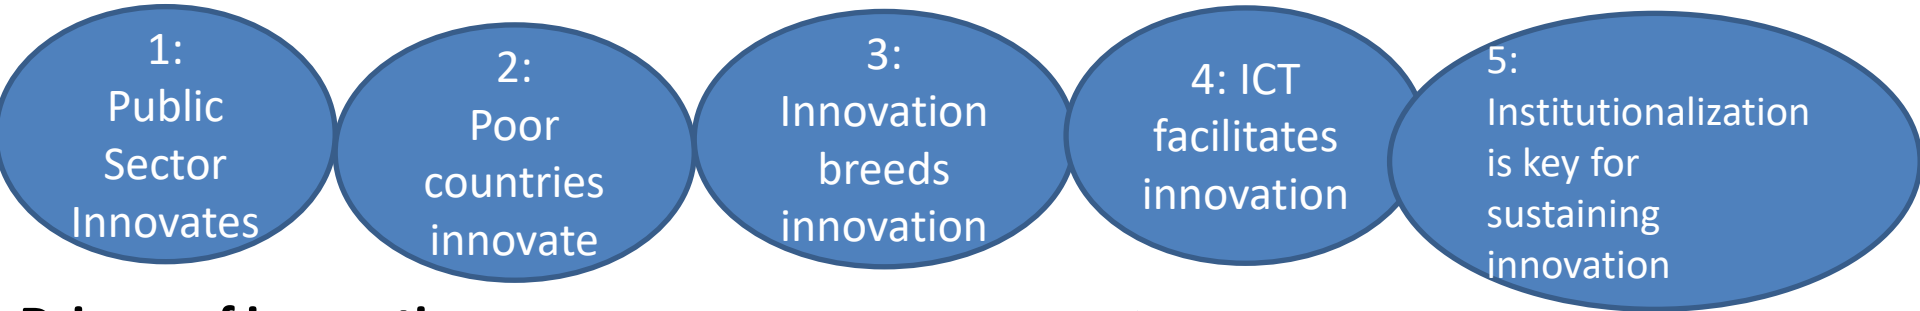 1:
Public
Sector
Innovates
2:
Poor
countries
innovate
3:
Innovation
breeds
innovation
4: ICT
facilitates
innovation
5:
Institutionalization
is key for
sustaining
innovation